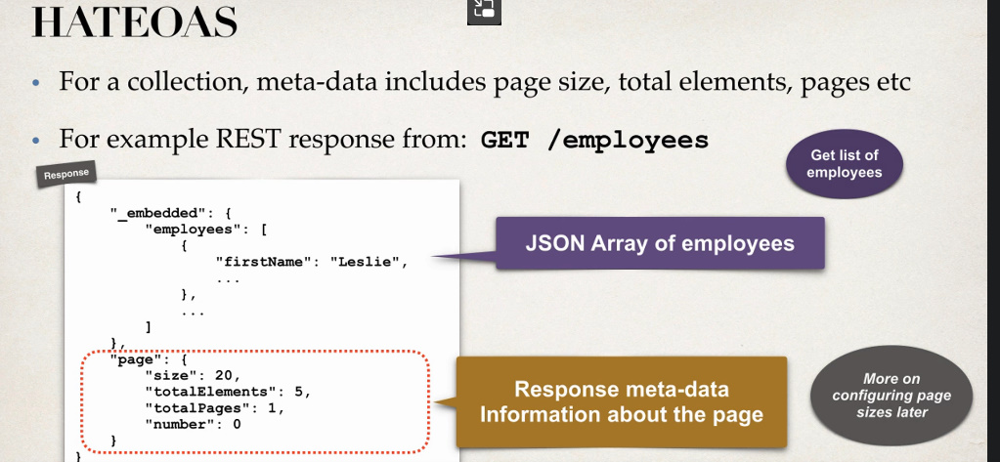 HATEOAS
• For a collection, meta-data includes page size, total elements, pages etc
• For example REST response from: GET /employees
Get list of
employees
Response
{
"_embedded": {
"employees": [
{
"firstName": "Leslie",
...
},
...
]
},
"page": {
"size": 20,
"totalElements": 5,
"totalPages": 1,
"number": 0
}
}
JSON Array of employees
Response meta-data
Information about the page
More on
configuring page
sizes later